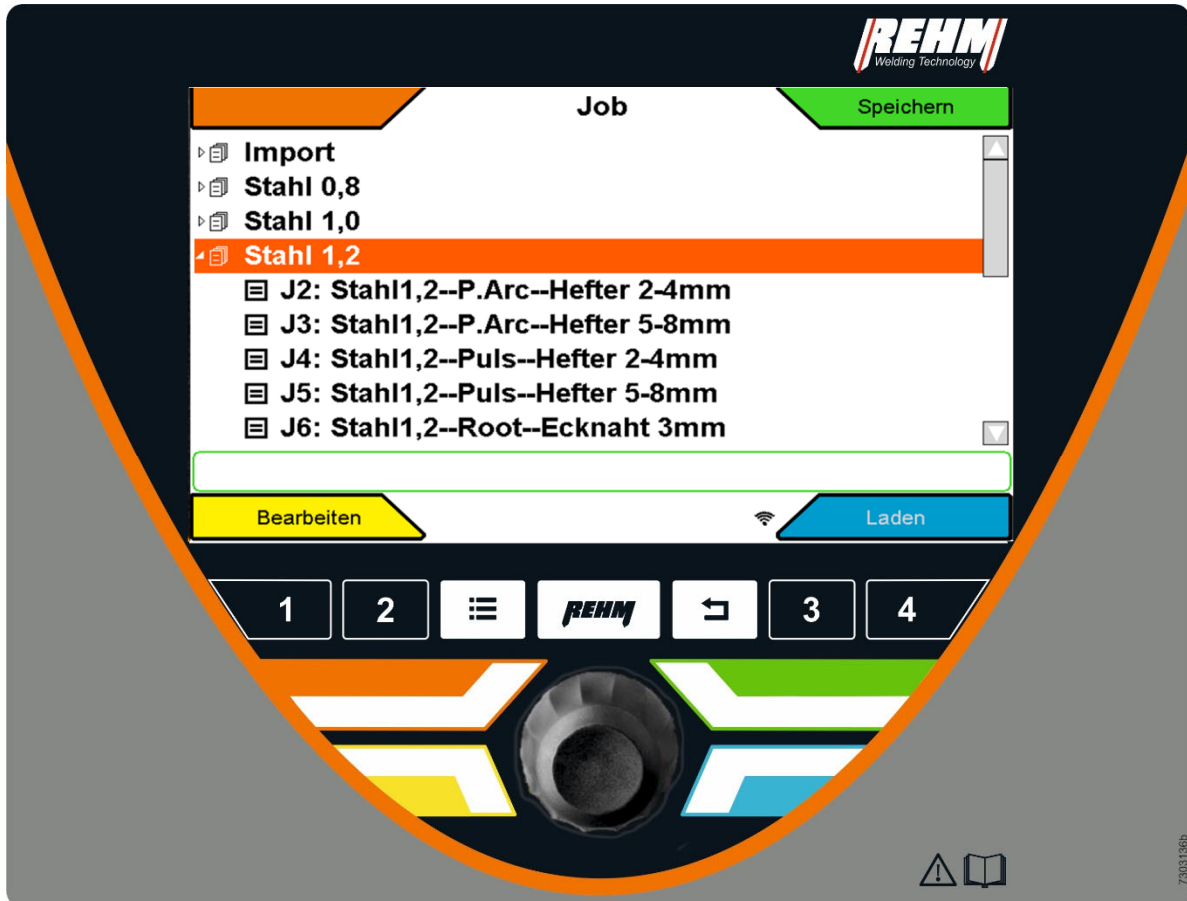 REHM
Welding Technology
Job
Speichern
Import
Stahl 0,8
Stahl 1,0
Stahl 1,2
J2: Stahl1,2--P.Arc--Hefter 2-4mm
J3: Stahl1,2--P.Arc--Hefter 5-8mm
J4: Stahl1,2--Puls--Hefter 2-4mm
J5: Stahl1,2--Puls--Hefter 5-8mm
J6: Stahl1,2--Root--Ecknaht 3mm
Bearbeiten
Laden
1 2 REHM 3 4
7303136b